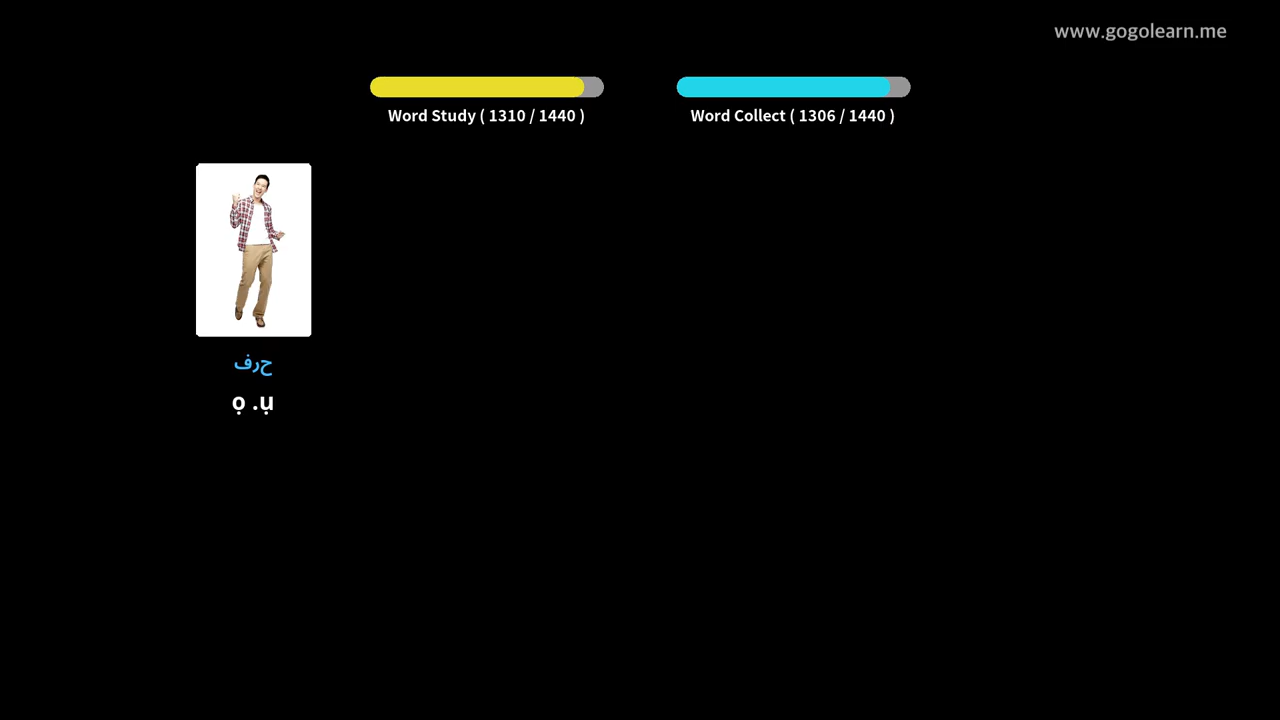 www.gogolearn.me
Word Study ( 1310 / 1440 )
Word Collect ( 1306 / 1440 )
حرف
ọ .ụ